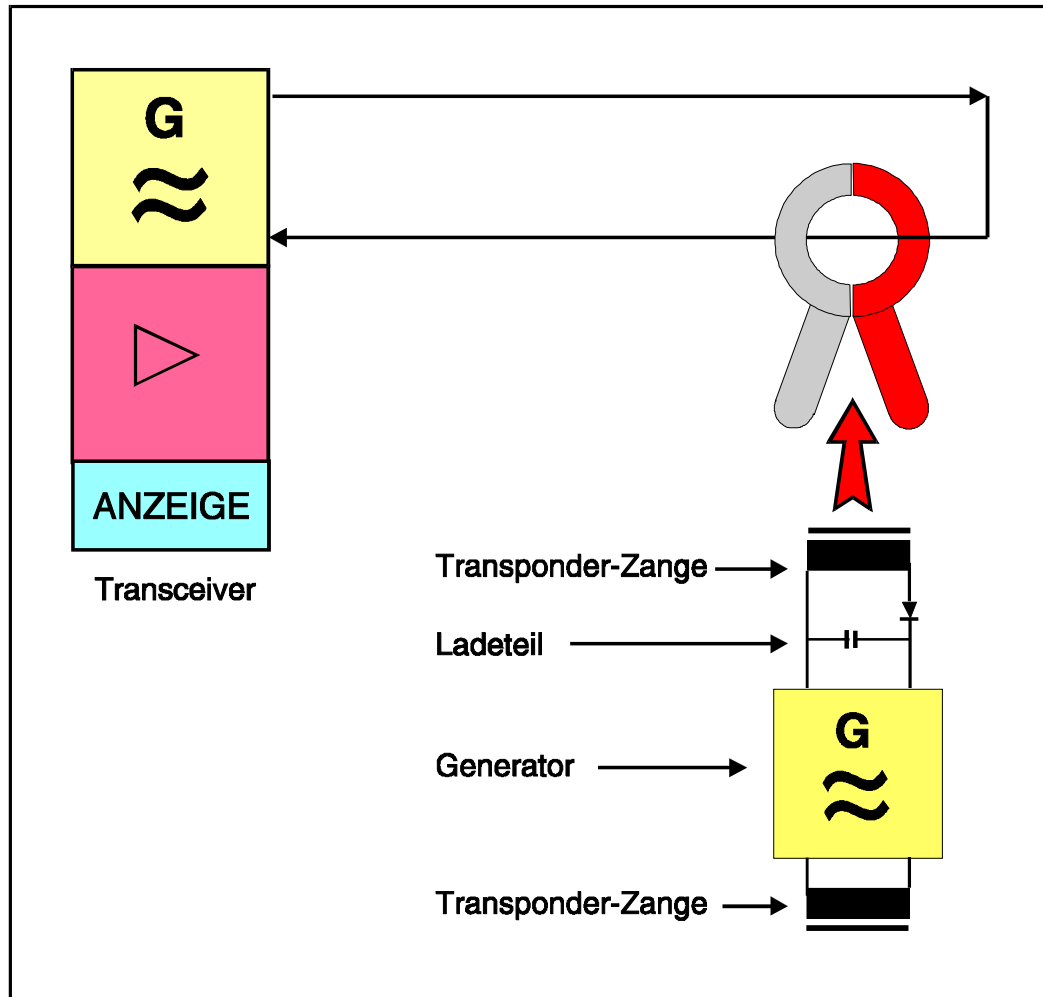 G
ANZEIGE
Transceiver
Transponder-Zange
Ladeteil
G
Generator
Transponder-Zange